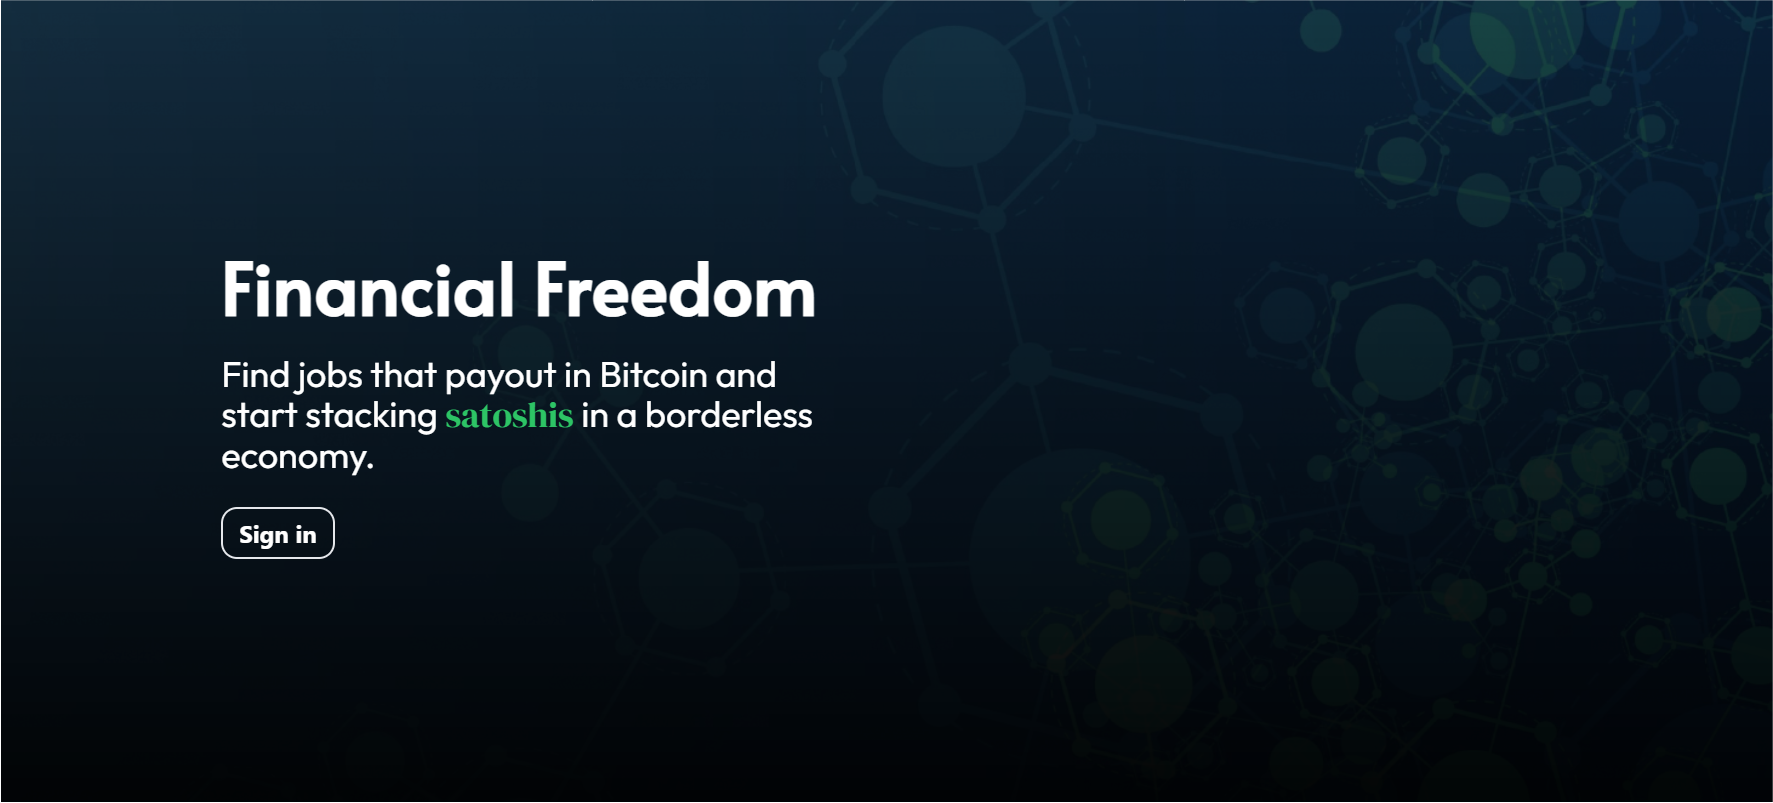 Financial Freedom
Find jobs that payout in Bitcoin and
start stacking satoshis in a borderless
economy.
Sign in